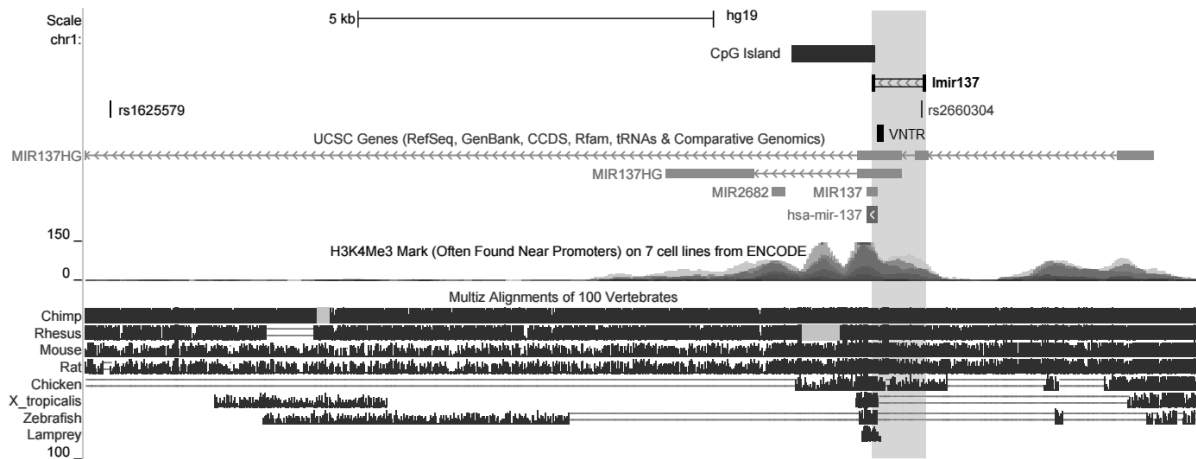 Scale
5 kb
hg19
chr1:
CpG Island
Imir137
rs1625579
rs2660304
VNTR
UCSC Genes (RefSeq, GenBank, CCDS, Rfam, tRNAs & Comparative Genomics)
MIR137HG
MIR137HG
MIR2682
MIR137
hsa-mir-137
150
H3K4Me3 Mark (Often Found Near Promoters) on 7 cell lines from ENCODE
0
Multiz Alignments of 100 Vertebrates
Chimp
Rhesus
Mouse
Rat
Chicken
X_tropicalis
Zebrafish
Lamprey
100